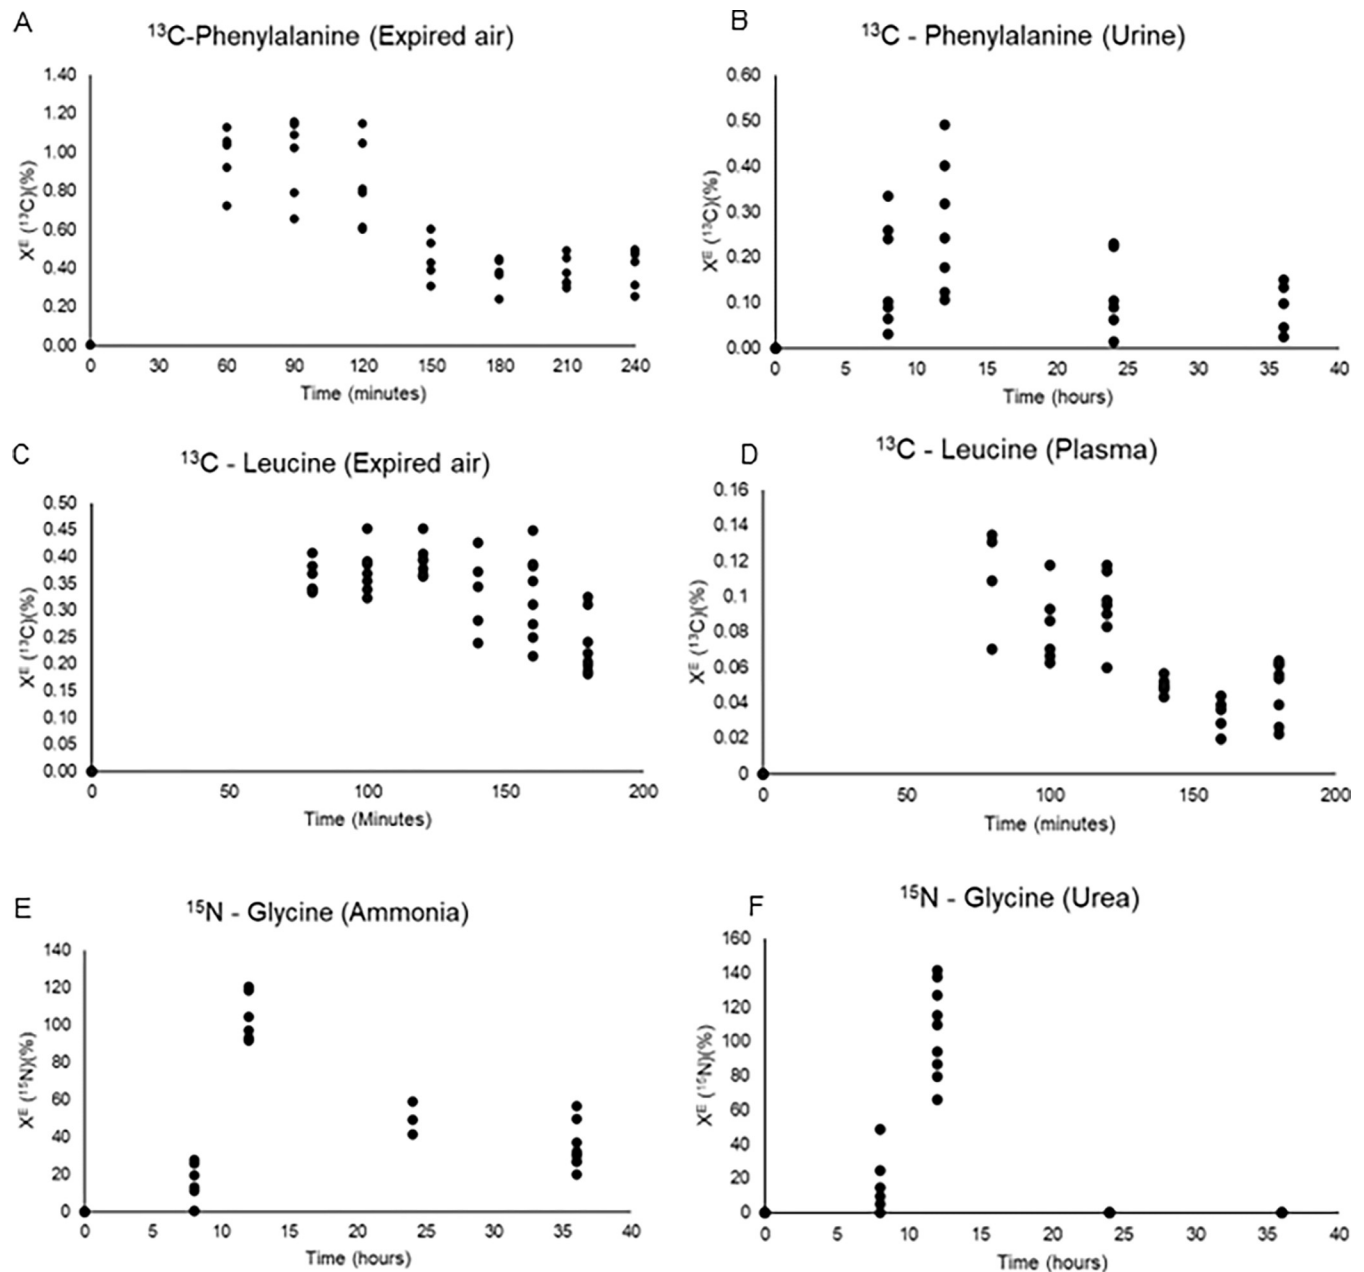 A
¹³C-Phenylalanine (Expired air)
1.40
1.20
1.00
0.80
0.60
0.40
0.20
0.00
Xᴱ (¹³C)(%)
0 30 60 90 120 150 180 210 240
Time (minutes)
B
¹³C - Phenylalanine (Urine)
0.60
0.50
0.40
0.30
0.20
0.10
0.00
Xᴱ (¹³C)(%)
0 5 10 15 20 25 30 35 40
Time (hours)
C
¹³C - Leucine (Expired air)
0.50
0.45
0.40
0.35
0.30
0.25
0.20
0.15
0.10
0.05
0.00
Xᴱ (¹³C)(%)
0 50 100 150 200
Time (Minutes)
D
¹³C - Leucine (Plasma)
0.16
0.14
0.12
0.1
0.08
0.06
0.04
0.02
0
Xᴱ (¹³C)(%)
0 50 100 150 200
Time (minutes)
E
¹⁵N - Glycine (Ammonia)
140
120
100
80
60
40
20
0
Xᴱ (¹⁵N)(%)
0 5 10 15 20 25 30 35 40
Time (hours)
F
¹⁵N - Glycine (Urea)
160
140
120
100
80
60
40
20
0
Xᴱ (¹⁵N)(%)
0 5 10 15 20 25 30 35 40
Time (hours)